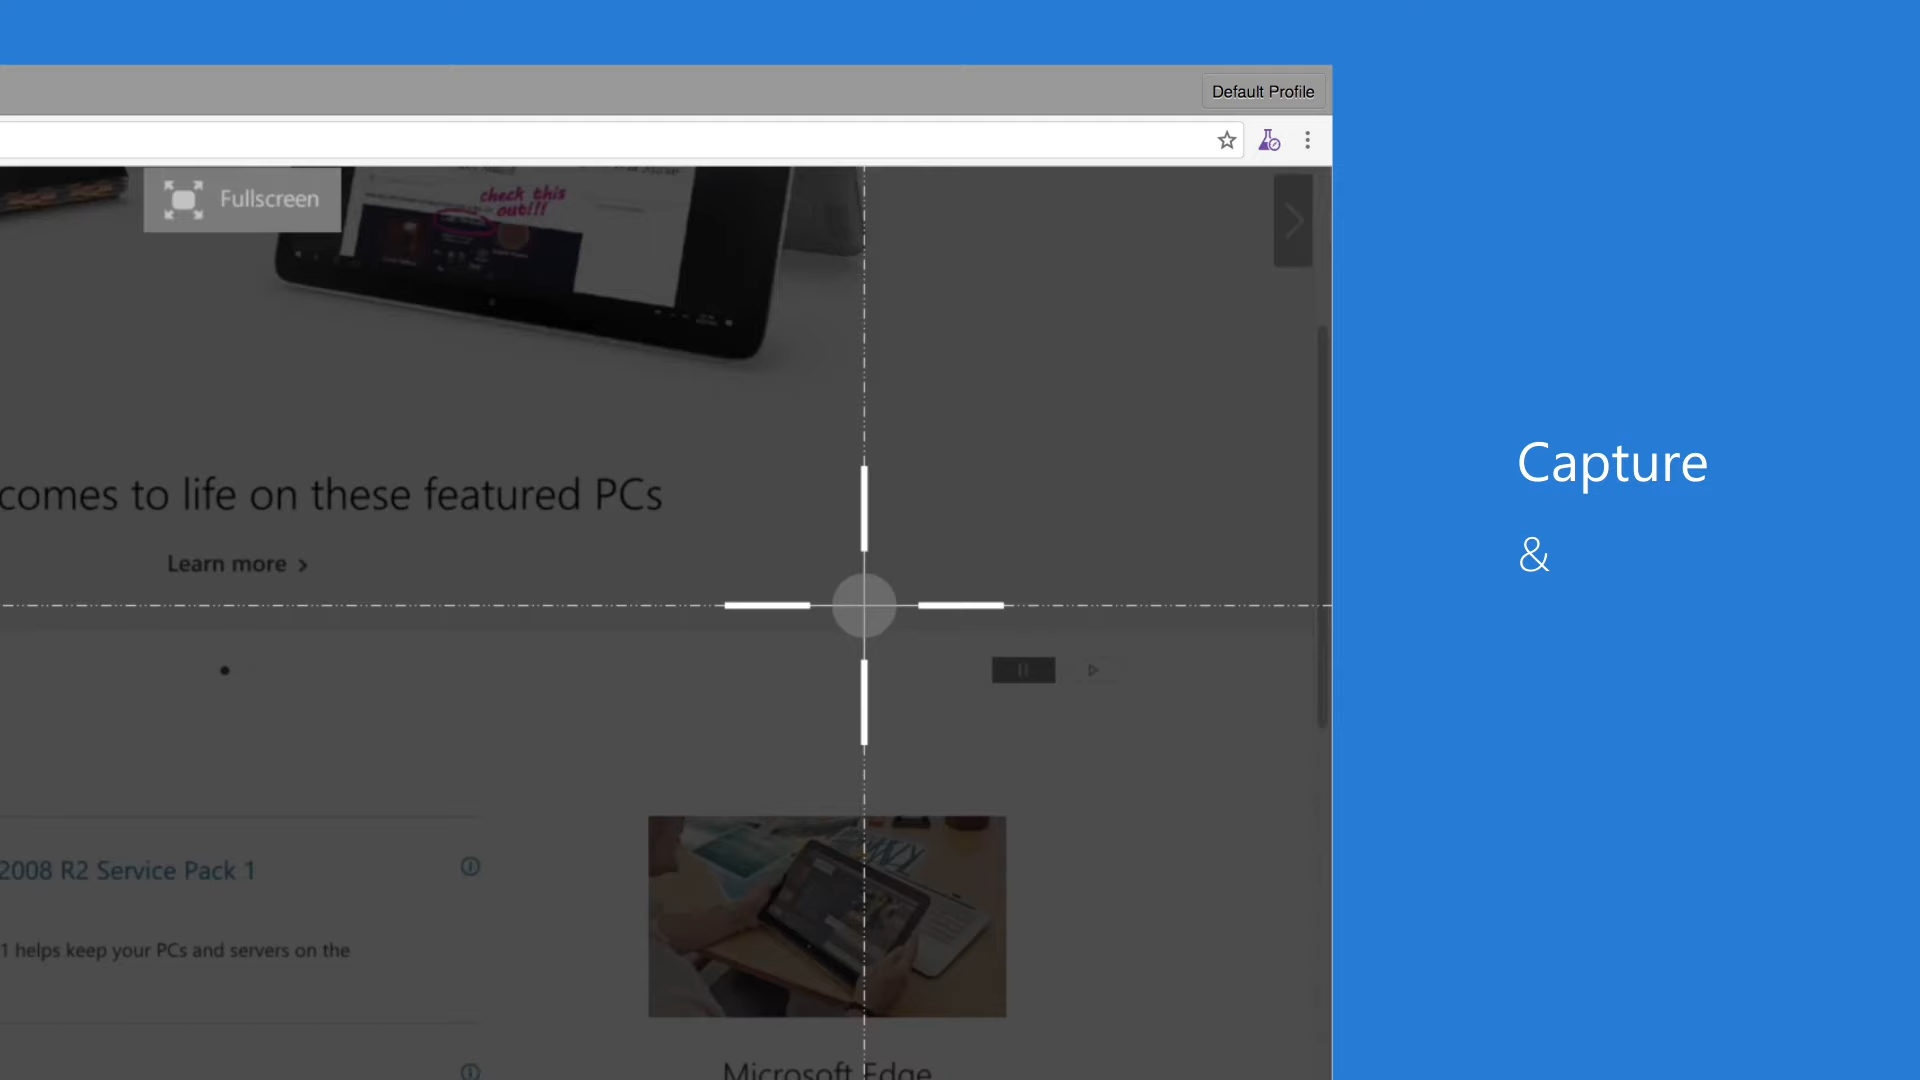 Default Profile
Fullscreen
check this
out!!!
comes to life on these featured PCs
Learn more
2008 R2 Service Pack 1
1 helps keep your PCs and servers on the
Microsoft Edge
Capture
&